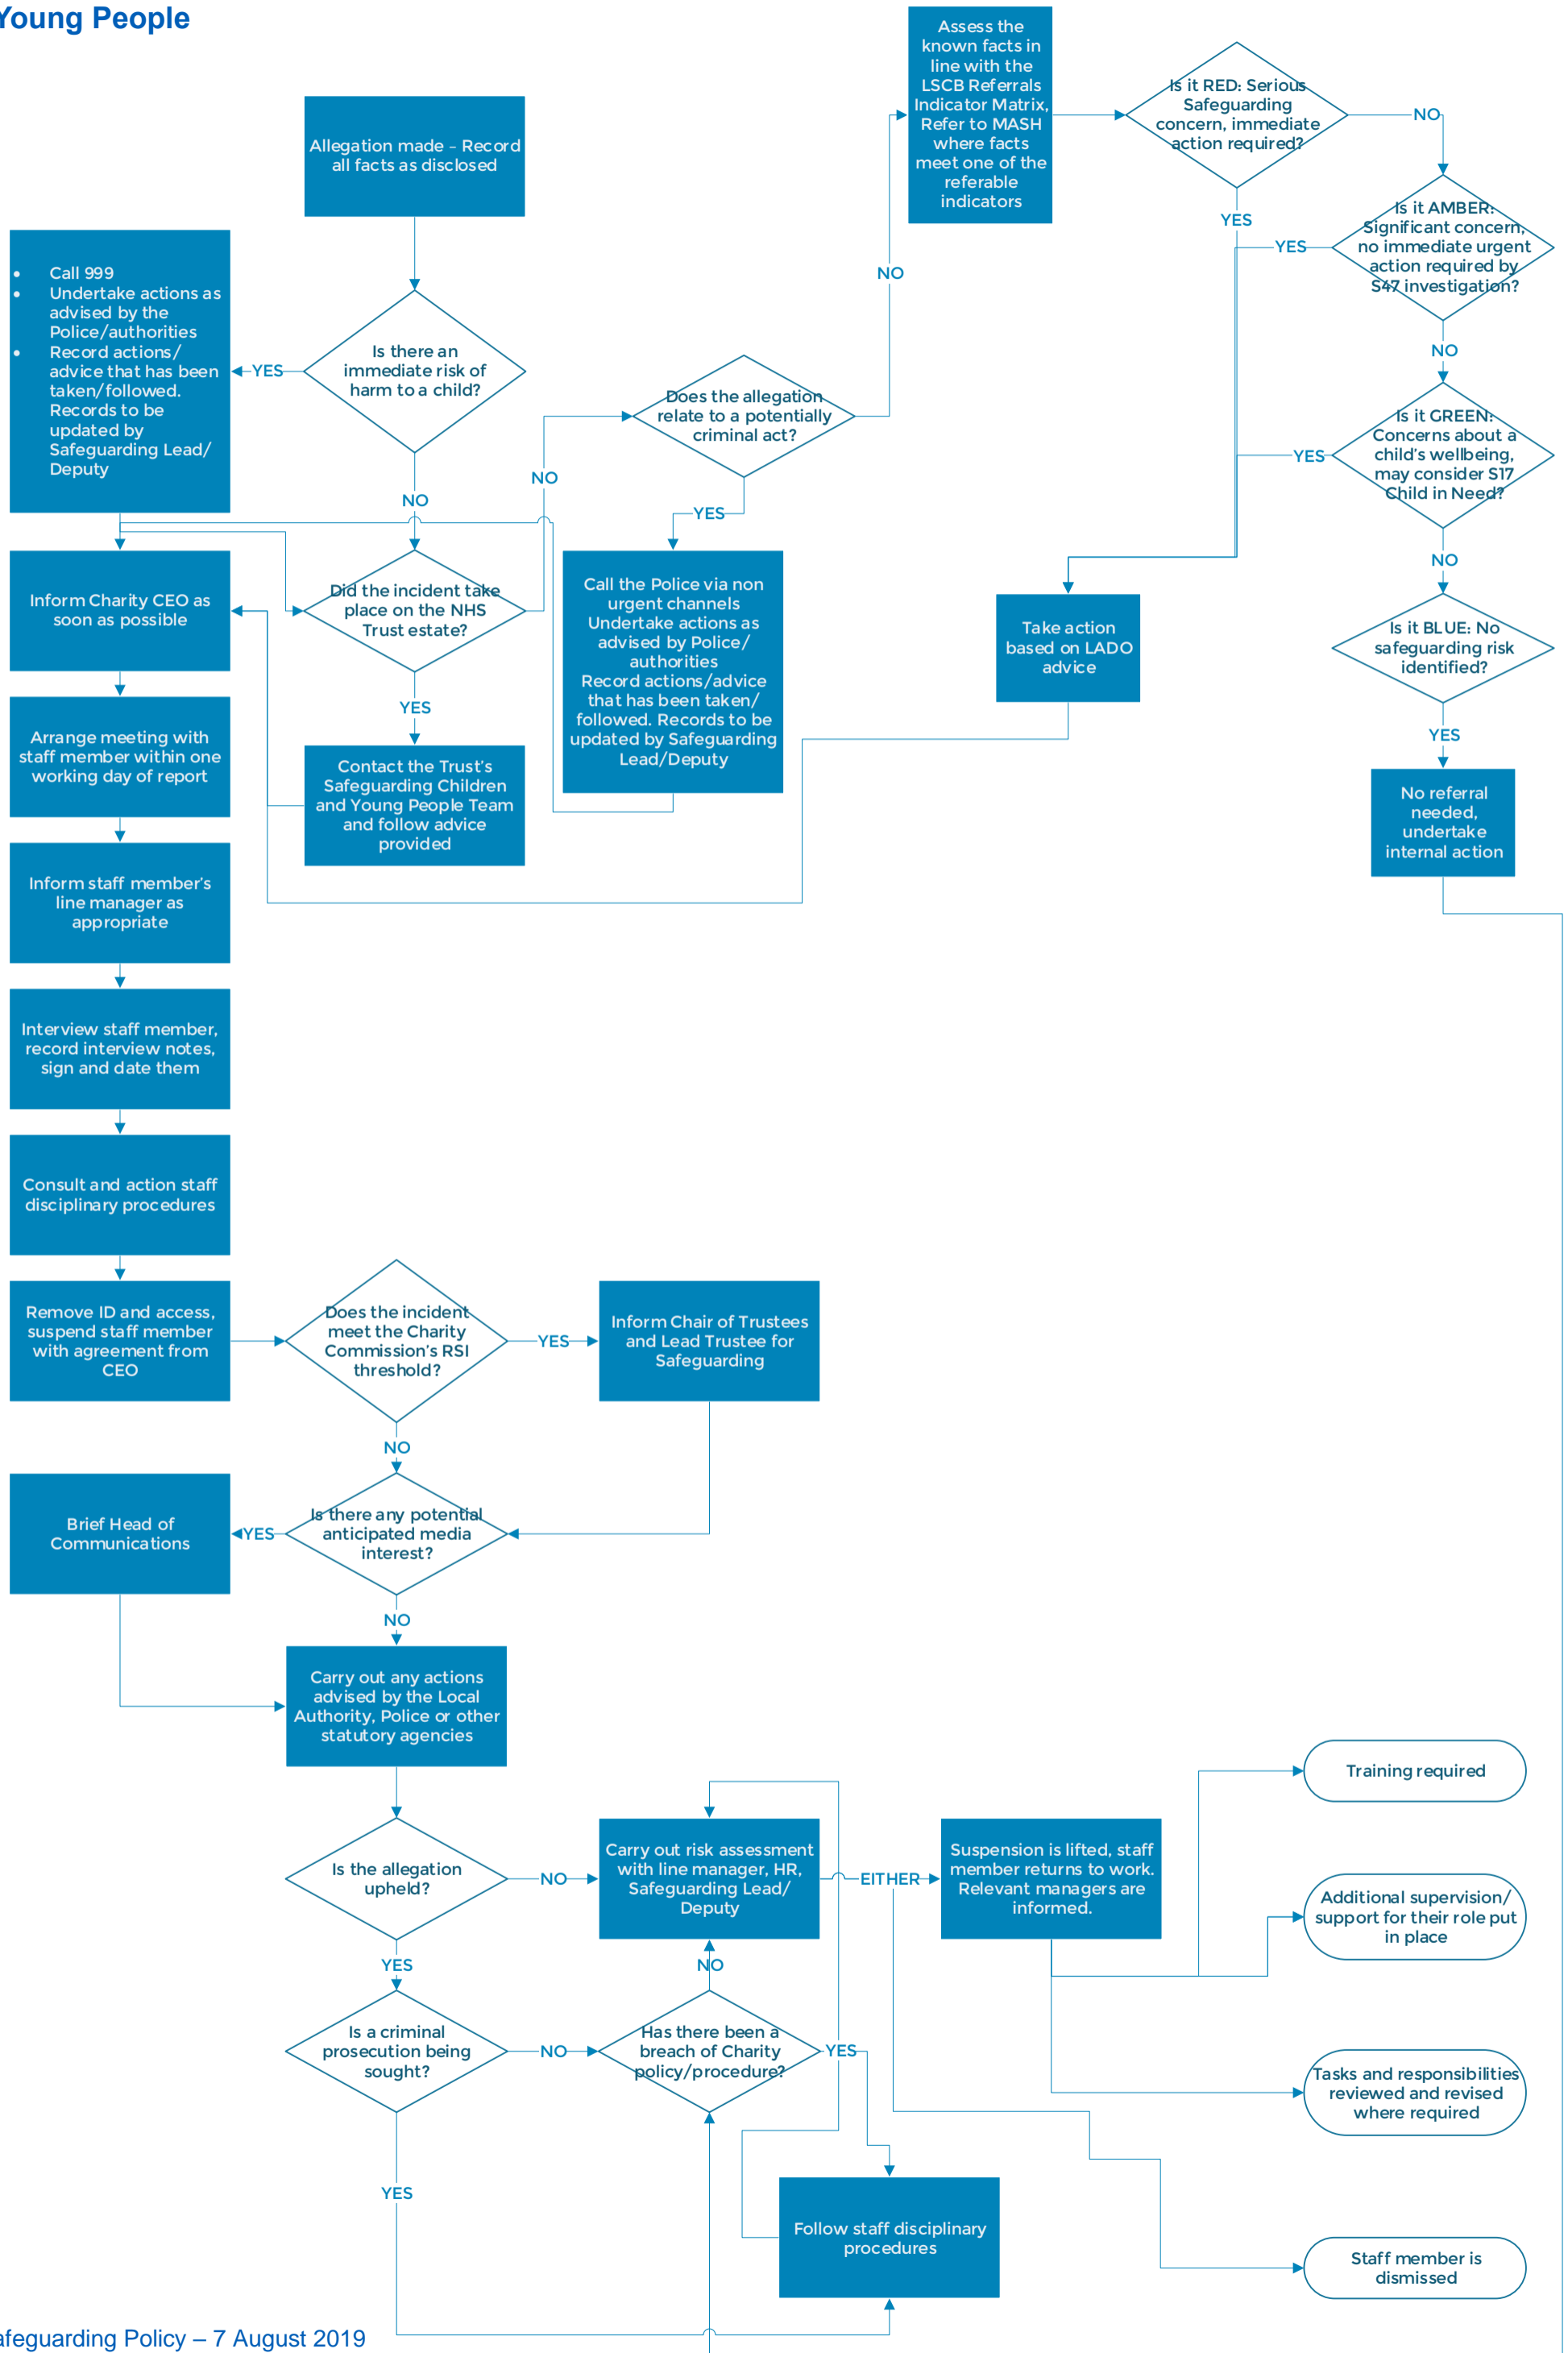 Young People
Allegation made – Record
all facts as disclosed
Is there an
immediate risk of
harm to a child?
YES
• Call 999
• Undertake actions as
advised by the
Police/authorities
• Record actions/
advice that has been
taken/followed.
Records to be
updated by
Safeguarding Lead/
Deputy
NO
Did the incident take
place on the NHS
Trust estate?
NO
YES
Contact the Trust’s
Safeguarding Children
and Young People Team
and follow advice
provided
Does the allegation
relate to a potentially
criminal act?
NO
YES
Call the Police via non
urgent channels
Undertake actions as
advised by Police/
authorities
Record actions/advice
that has been taken/
followed. Records to be
updated by Safeguarding
Lead/Deputy
Assess the
known facts in
line with the
LSCB Referrals
Indicator Matrix,
Refer to MASH
where facts
meet one of the
referable
indicators
Is it RED: Serious
Safeguarding
concern, immediate
action required?
NO
YES
Is it AMBER:
Significant concern,
no immediate urgent
action required by
S47 investigation?
YES
NO
Is it GREEN:
Concerns about a
child’s wellbeing,
may consider S17
Child in Need?
YES
NO
Is it BLUE: No
safeguarding risk
identified?
YES
No referral
needed,
undertake
internal action
Take action
based on LADO
advice
Inform Charity CEO as
soon as possible
Arrange meeting with
staff member within one
working day of report
Inform staff member’s
line manager as
appropriate
Interview staff member,
record interview notes,
sign and date them
Consult and action staff
disciplinary procedures
Remove ID and access,
suspend staff member
with agreement from
CEO
Does the incident
meet the Charity
Commission’s RSI
threshold?
YES
Inform Chair of Trustees
and Lead Trustee for
Safeguarding
NO
Is there any potential
anticipated media
interest?
YES
Brief Head of
Communications
NO
Carry out any actions
advised by the Local
Authority, Police or other
statutory agencies
Is the allegation
upheld?
NO
Carry out risk assessment
with line manager, HR,
Safeguarding Lead/
Deputy
EITHER
Suspension is lifted, staff
member returns to work.
Relevant managers are
informed.
Training required
Additional supervision/
support for their role put
in place
Tasks and responsibilities
reviewed and revised
where required
Staff member is
dismissed
YES
Is a criminal
prosecution being
sought?
NO
Has there been a
breach of Charity
policy/procedure?
NO
YES
YES
Follow staff disciplinary
procedures
afeguarding Policy – 7 August 2019